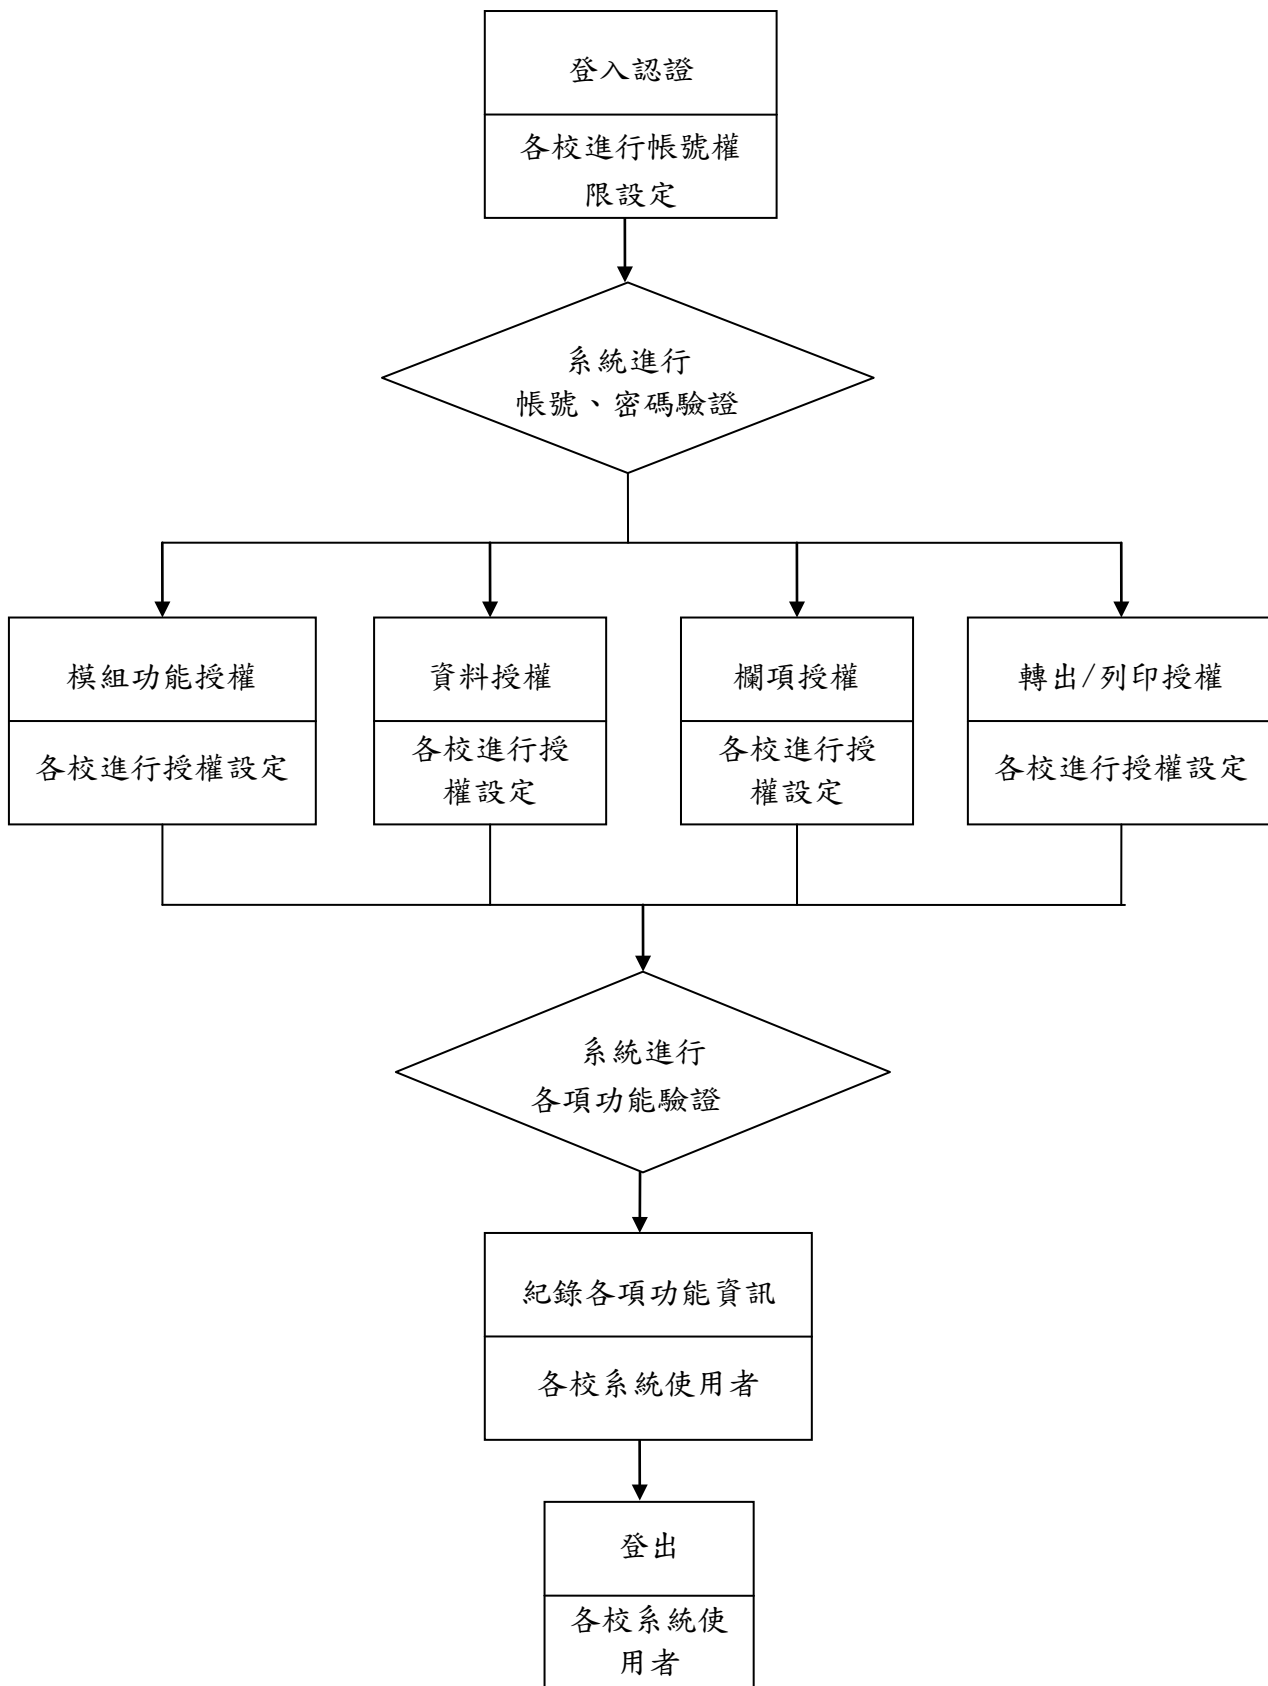 登入認證
各校進行帳號權
限設定
系統進行
帳號、密碼驗證
模組功能授權
各校進行授權設定
資料授權
各校進行授
權設定
欄項授權
各校進行授
權設定
轉出/列印授權
各校進行授權設定
系統進行
各項功能驗證
紀錄各項功能資訊
各校系統使用者
登出
各校系統使
用者